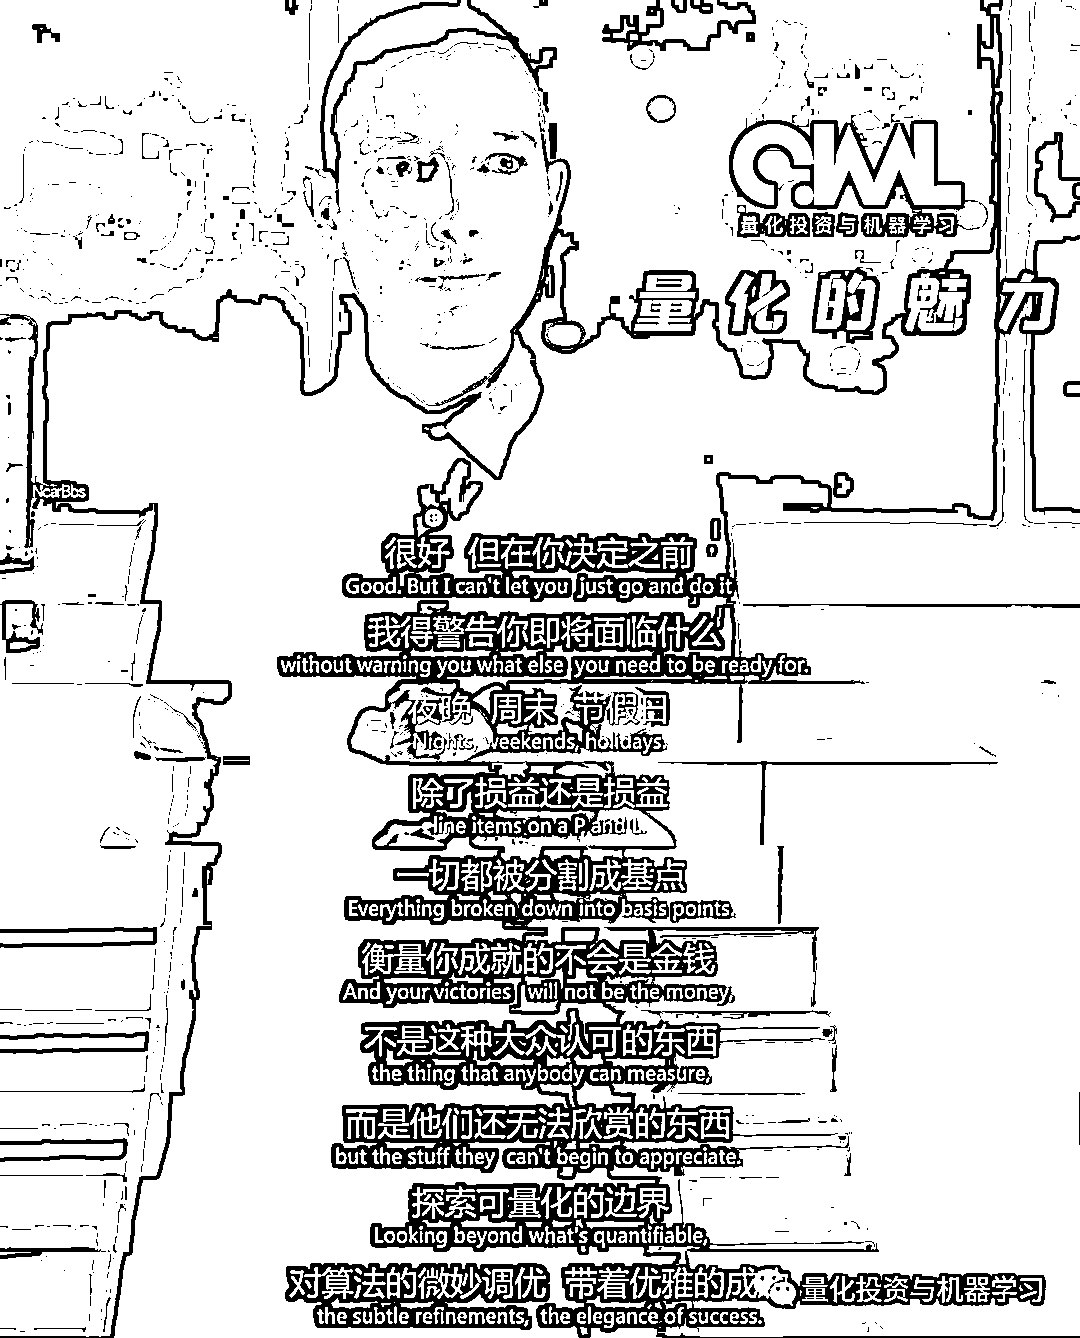 QIML
量化投资与机器学习
量化的魅力
NcarBbs
很好 但在你决定之前
Good. But I can't let you just go and do it
我得警告你即将面临什么
without warning you what else you need to be ready for.
夜晚 周末 节假日
Nights, weekends, holidays.
除了损益还是损益
line items on a P and L.
一切都被分割成基点
Everything broken down into basis points.
衡量你成就的不会是金钱
And your victories will not be the money,
不是这种大众认可的东西
the thing that anybody can measure,
而是他们还无法欣赏的东西
but the stuff they can't begin to appreciate.
探索可量化的边界
Looking beyond what's quantifiable,
对算法的微妙调优 带着优雅的成
the subtle refinements, the elegance of success.
量化投资与机器学习